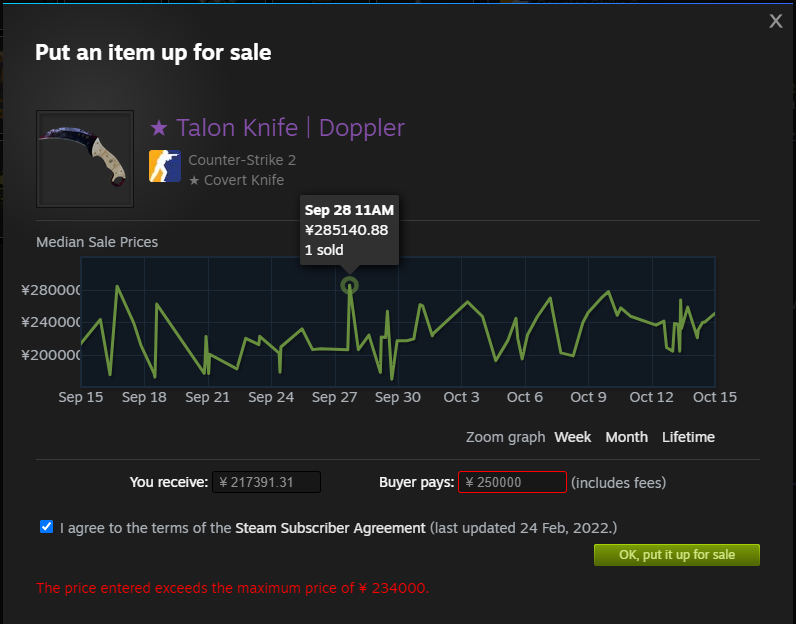 X
Put an item up for sale
★ Talon Knife | Doppler
Counter-Strike 2
★ Covert Knife
Sep 28 11AM
¥285140.88
1 sold
Median Sale Prices
¥280000
¥240000
¥200000
Sep 15 Sep 18 Sep 21 Sep 24 Sep 27 Sep 30 Oct 3 Oct 6 Oct 9 Oct 12 Oct 15
Zoom graph Week Month Lifetime
You receive: ¥ 217391.31 Buyer pays: ¥ 250000 (includes fees)
I agree to the terms of the Steam Subscriber Agreement (last updated 24 Feb, 2022.)
OK, put it up for sale
The price entered exceeds the maximum price of ¥ 234000.